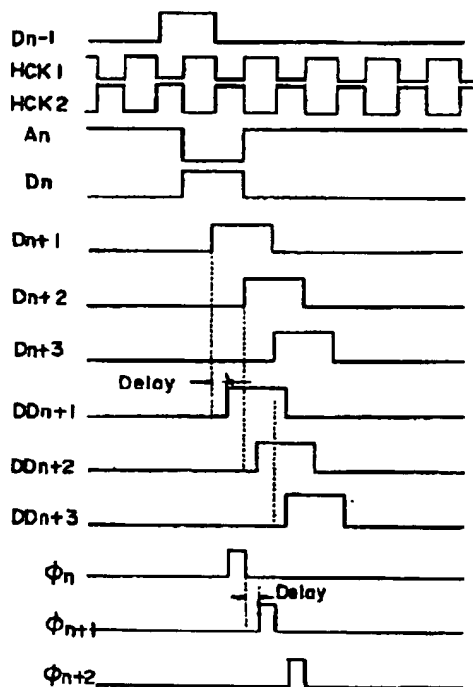 Dn-1
HCK1
HCK2
An
Dn
Dn+1
Dn+2
Dn+3
Delay
DDn+1
DDn+2
DDn+3
ϕn
Delay
ϕn+1
ϕn+2